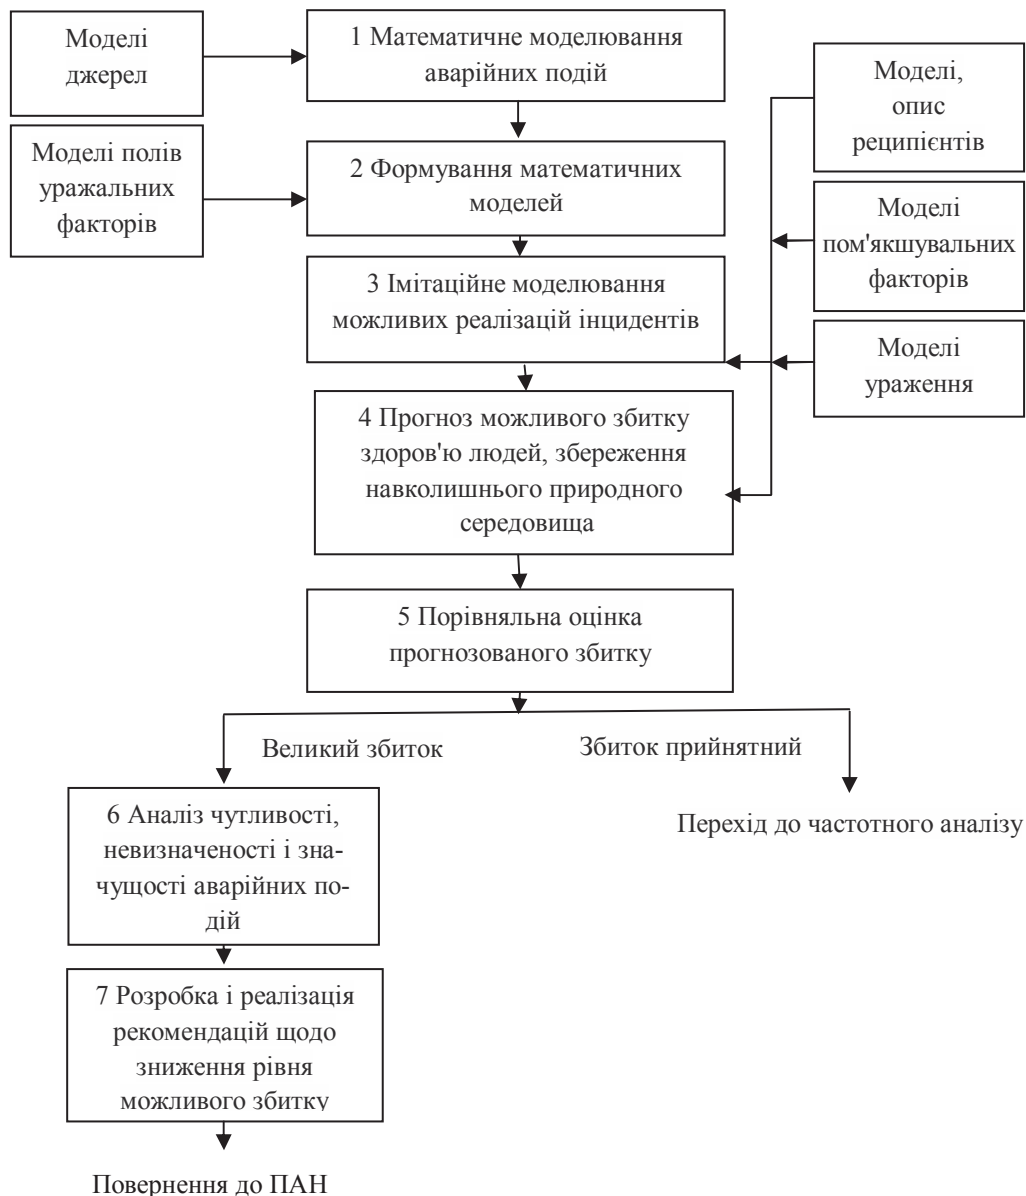 Моделі
джерел
1 Математичне моделювання
аварійних подій
Моделі,
опис
реципієнтів
Моделі полів
уражальних
факторів
2 Формування математичних
моделей
Моделі
пом'якшувальних
факторів
3 Імітаційне моделювання
можливих реалізацій інцидентів
Моделі
ураження
4 Прогноз можливого збитку
здоров'ю людей, збереження
навколишнього природного
середовища
5 Порівняльна оцінка
прогнозованого збитку
Великий збиток
Збиток прийнятний
6 Аналіз чутливості,
невизначеності і зна-
чущості аварійних по-
дій
Перехід до частотного аналізу
7 Розробка і реалізація
рекомендацій щодо
зниження рівня
можливого збитку
Повернення до ПАН